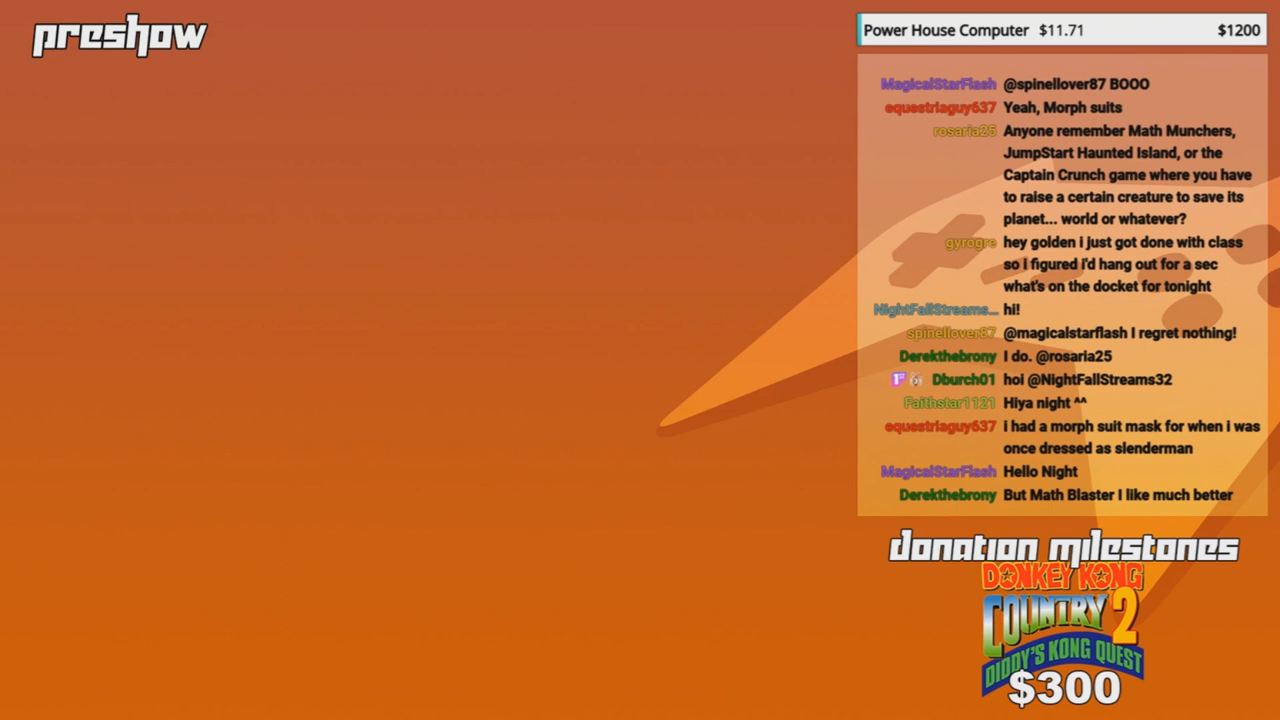 preshow
Power House Computer $11.71 $1200
MagicalStarFlash @spinellover87 BOOO
equestriaguy637 Yeah, Morph suits
rosaria25 Anyone remember Math Munchers,
JumpStart Haunted Island, or the
Captain Crunch game where you have
to raise a certain creature to save its
planet... world or whatever?
gyrogre hey golden i just got done with class
so i figured i'd hang out for a sec
what's on the docket for tonight
NightFallStreams... hi!
spinellover87 @magicalstarflash I regret nothing!
Derekthebrony I do. @rosaria25
Dburch01 hoi @NightFallStreams32
Faithstar1121 Hiya night ^^
equestriaguy637 i had a morph suit mask for when i was
once dressed as slenderman
MagicalStarFlash Hello Night
Derekthebrony But Math Blaster I like much better
donation milestones
DONKEY KONG
COUNTRY 2
DIDDY'S KONG QUEST
$300